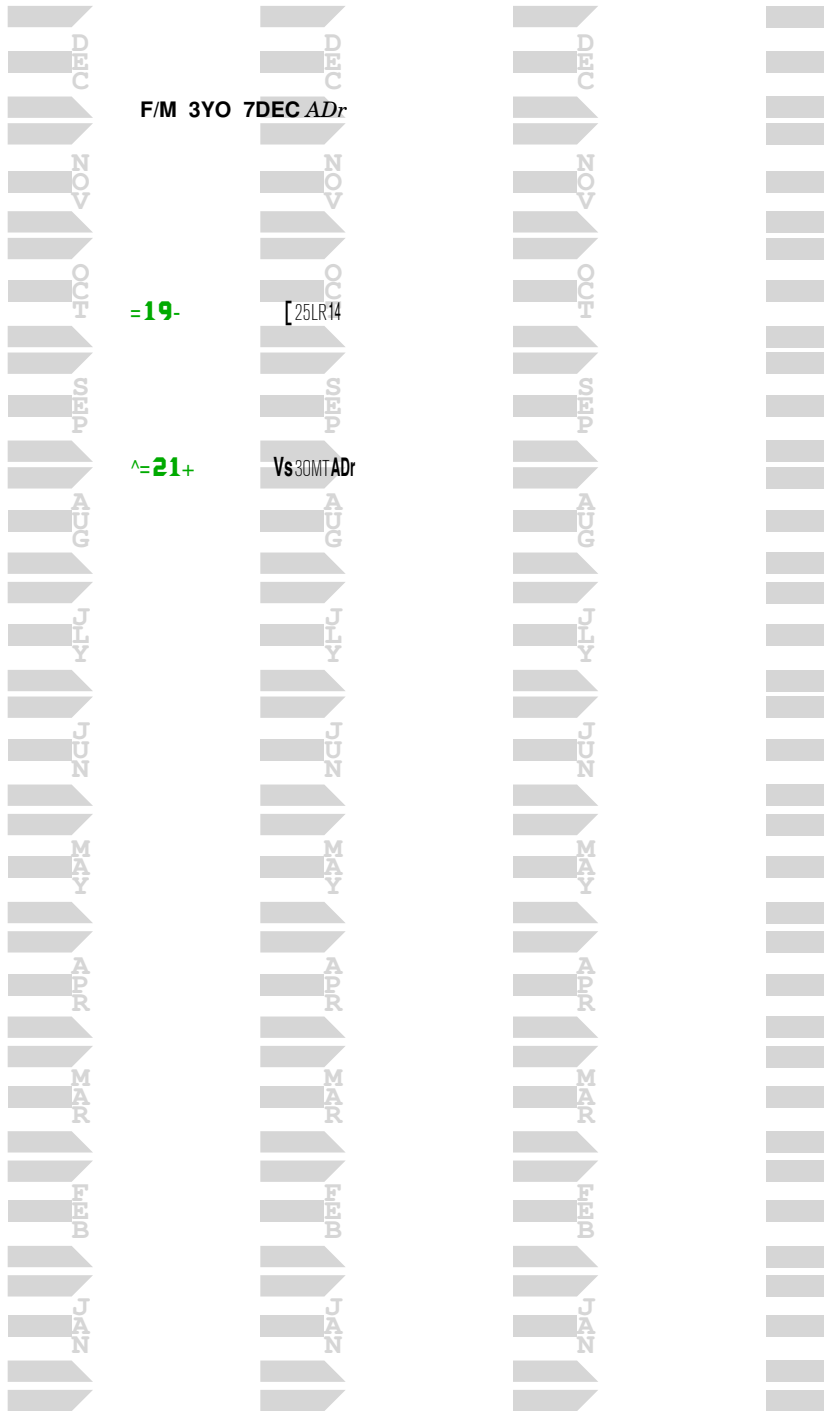 DEC DEC DEC
F/M 3YO 7DEC ADr
NOV NOV NOV
OCT OCT OCT
=19- [25LR14
SEP SEP SEP
^=21+ Vs30MTADr
AUG AUG AUG
JLY JLY JLY
JUN JUN JUN
MAY MAY MAY
APR APR APR
MAR MAR MAR
FEB FEB FEB
JAN JAN JAN